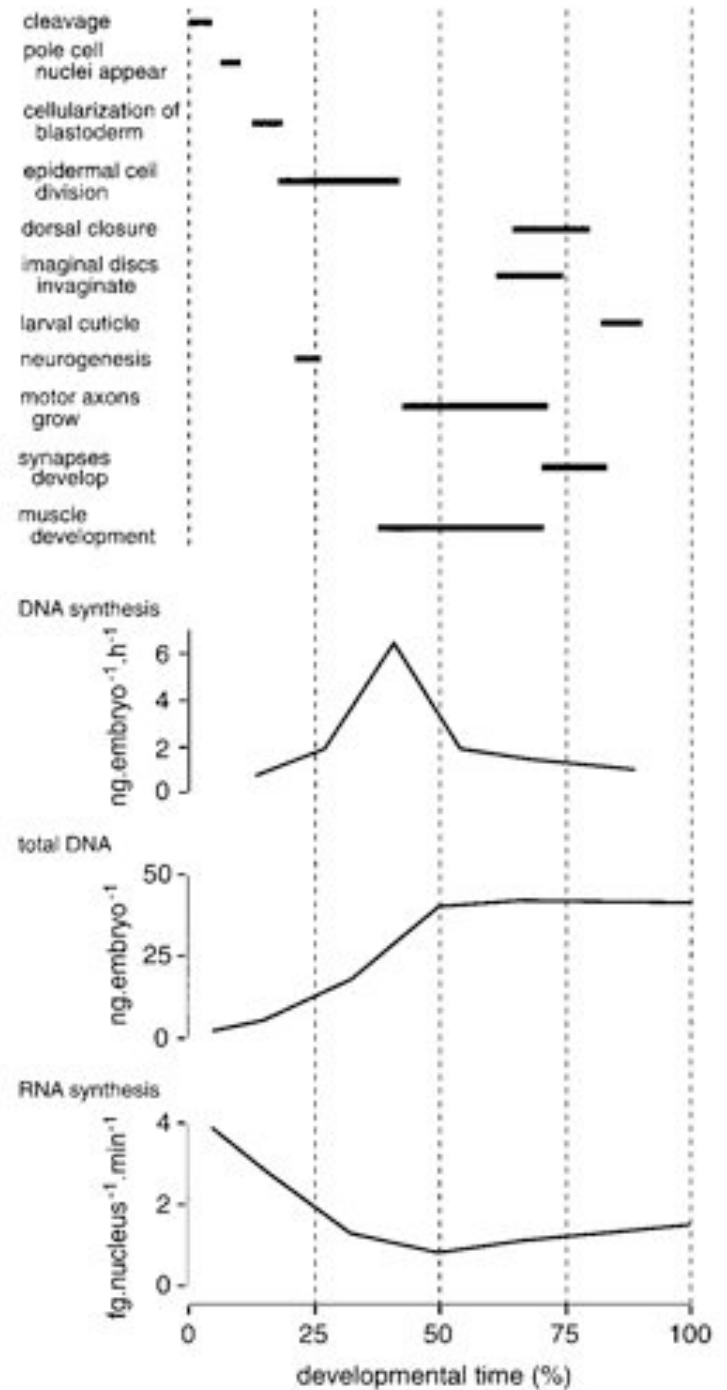 cleavage
pole cell
nuclei appear
cellularization of
blastoderm
epidermal cell
division
dorsal closure
imaginal discs
invaginate
larval cuticle
neurogenesis
motor axons
grow
synapses
develop
muscle
development
DNA synthesis
ng.embryo⁻¹.h⁻¹
6
4
2
0
total DNA
ng.embryo⁻¹
50
25
0
RNA synthesis
fg.nucleus⁻¹.min⁻¹
4
2
0
0 25 50 75 100
developmental time (%)